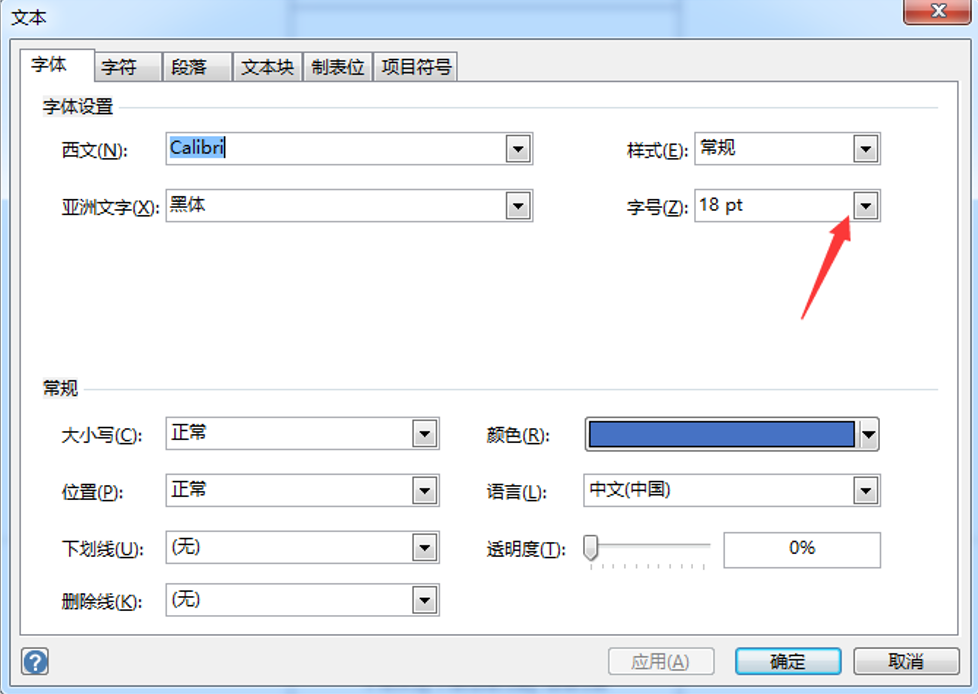 文本
字体 字符 段落 文本块 制表位 项目符号
字体设置
西文(N): Calibri 样式(E): 常规
亚洲文字(X): 黑体 字号(Z): 18 pt
常规
大小写(C): 正常 颜色(R):
位置(P): 正常 语言(L): 中文(中国)
下划线(U): (无) 透明度(T): 0%
删除线(K): (无)
应用(A) 确定 取消